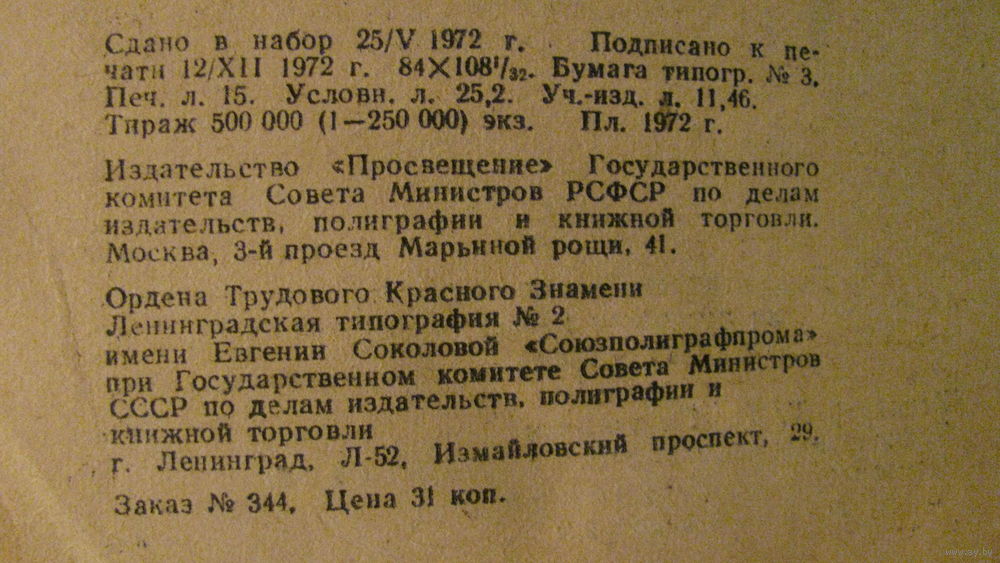 Сдано в набор 25/V 1972 г. Подписано к пе-
чати 12/XII 1972 г. 84×108¹/₃₂. Бумага типогр. № 3.
Печ. л. 15. Условн. л. 25,2. Уч.-изд. л. 11,46.
Тираж 500 000 (1—250 000) экз. Пл. 1972 г.
Издательство «Просвещение» Государственного
комитета Совета Министров РСФСР по делам
издательств, полиграфии и книжной торговли.
Москва, 3-й проезд Марьиной рощи, 41.
Ордена Трудового Красного Знамени
Ленинградская типография № 2
имени Евгении Соколовой «Союзполиграфпрома»
при Государственном комитете Совета Министров
СССР по делам издательств, полиграфии и
книжной торговли
г. Ленинград, Л-52, Измайловский проспект, 29.
Заказ № 344. Цена 31 коп.
www.ay.by